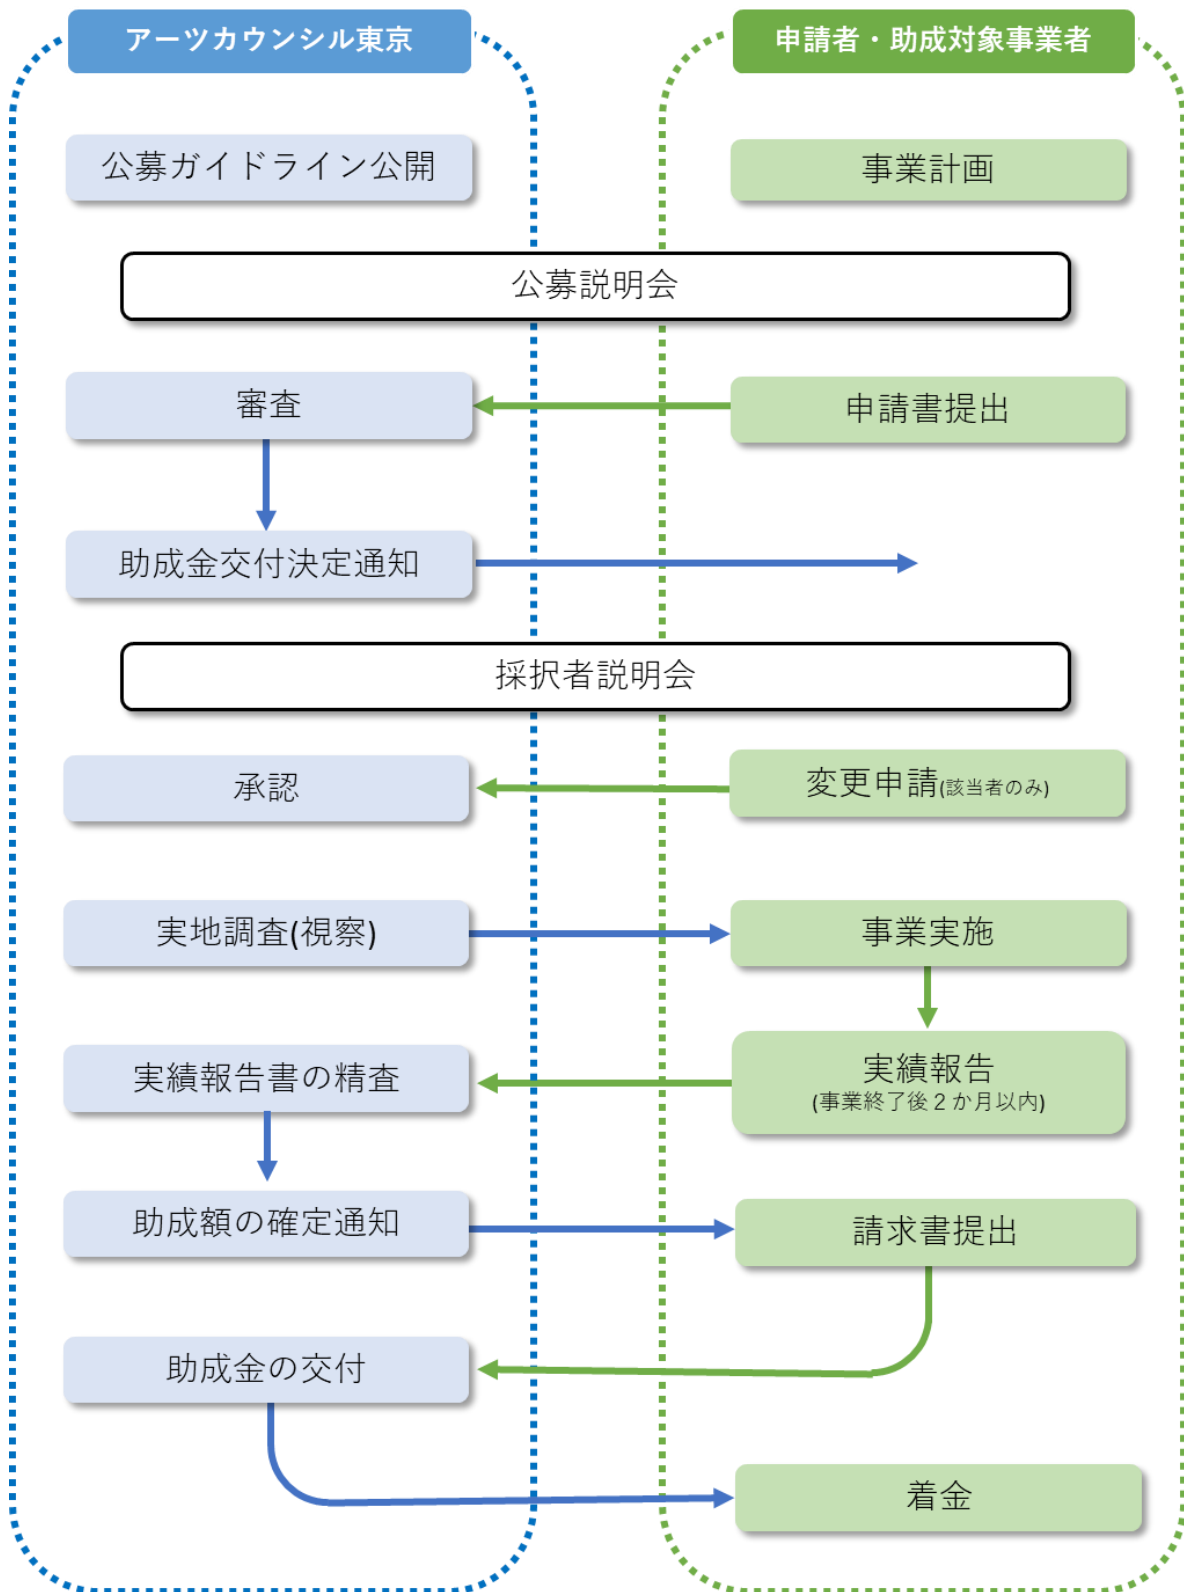 アーツカウンシル東京
申請者・助成対象事業者
公募ガイドライン公開
事業計画
公募説明会
審査
申請書提出
助成金交付決定通知
採択者説明会
承認
変更申請(該当者のみ)
実地調査(視察)
事業実施
実績報告書の精査
実績報告
(事業終了後２か月以内)
助成額の確定通知
請求書提出
助成金の交付
着金